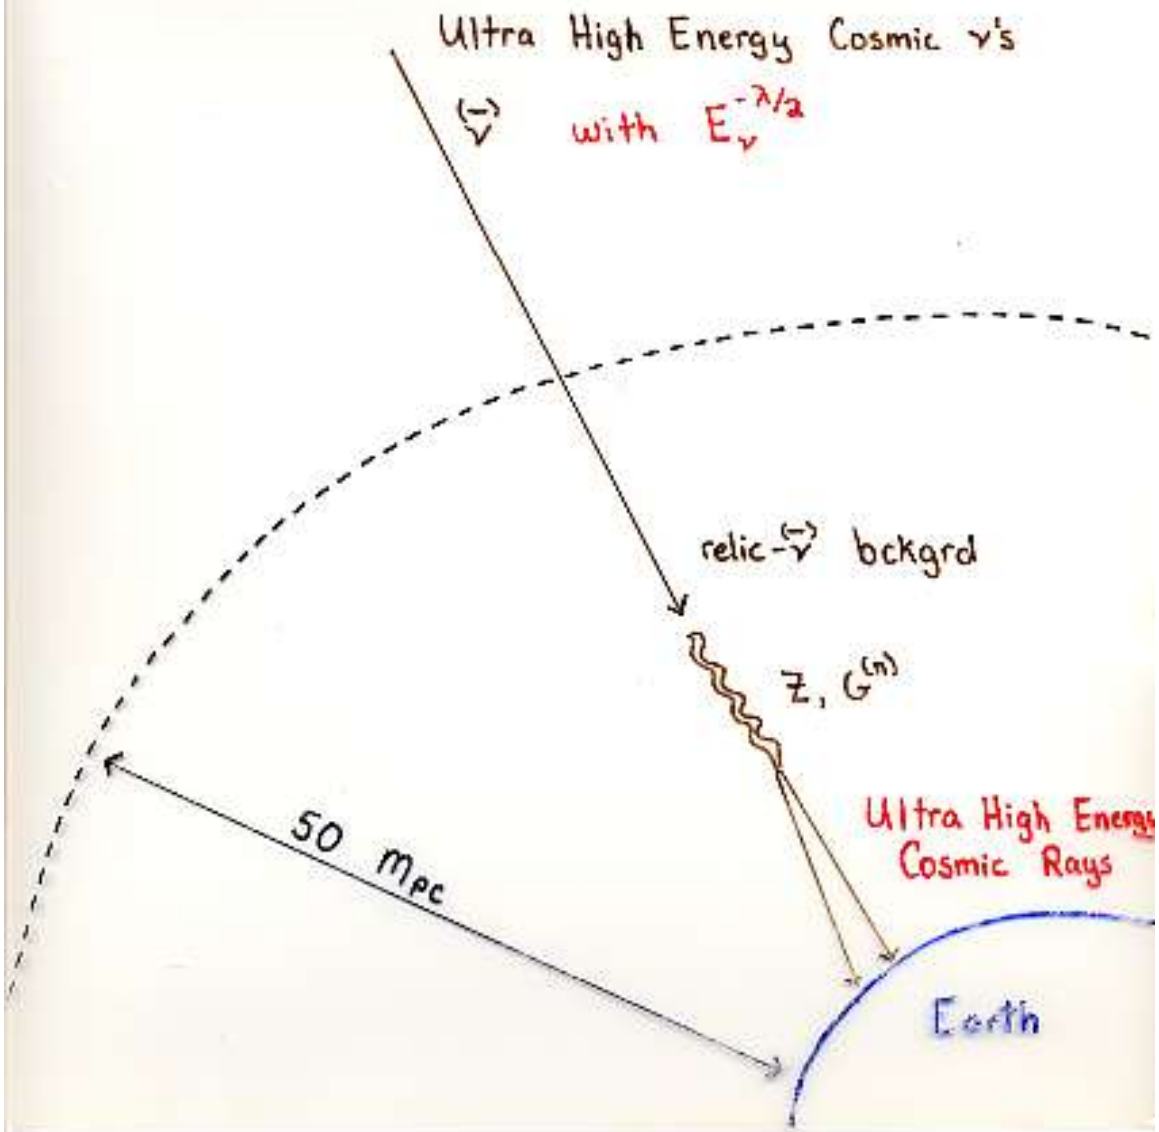 Ultra High Energy Cosmic ν's
(-)
ν with E_ν^{-λ/2}
relic-ν^{(-)} bckgrd
Z, G^{(n)}
Ultra High Energy
Cosmic Rays
50 Mpc
Earth